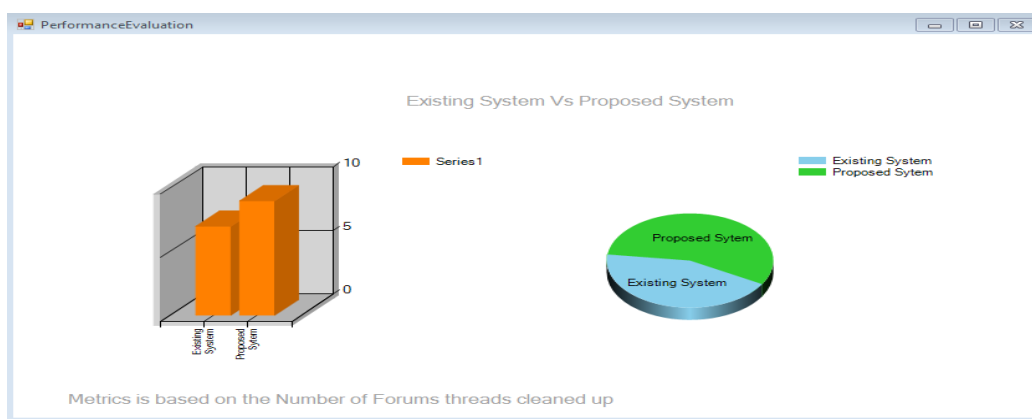 PerformanceEvaluation
Existing System Vs Proposed System
10
5
0
Existing
System
Proposed
Sytem
Series1
Existing System
Proposed Sytem
Proposed Sytem
Existing System
Metrics is based on the Number of Forums threads cleaned up